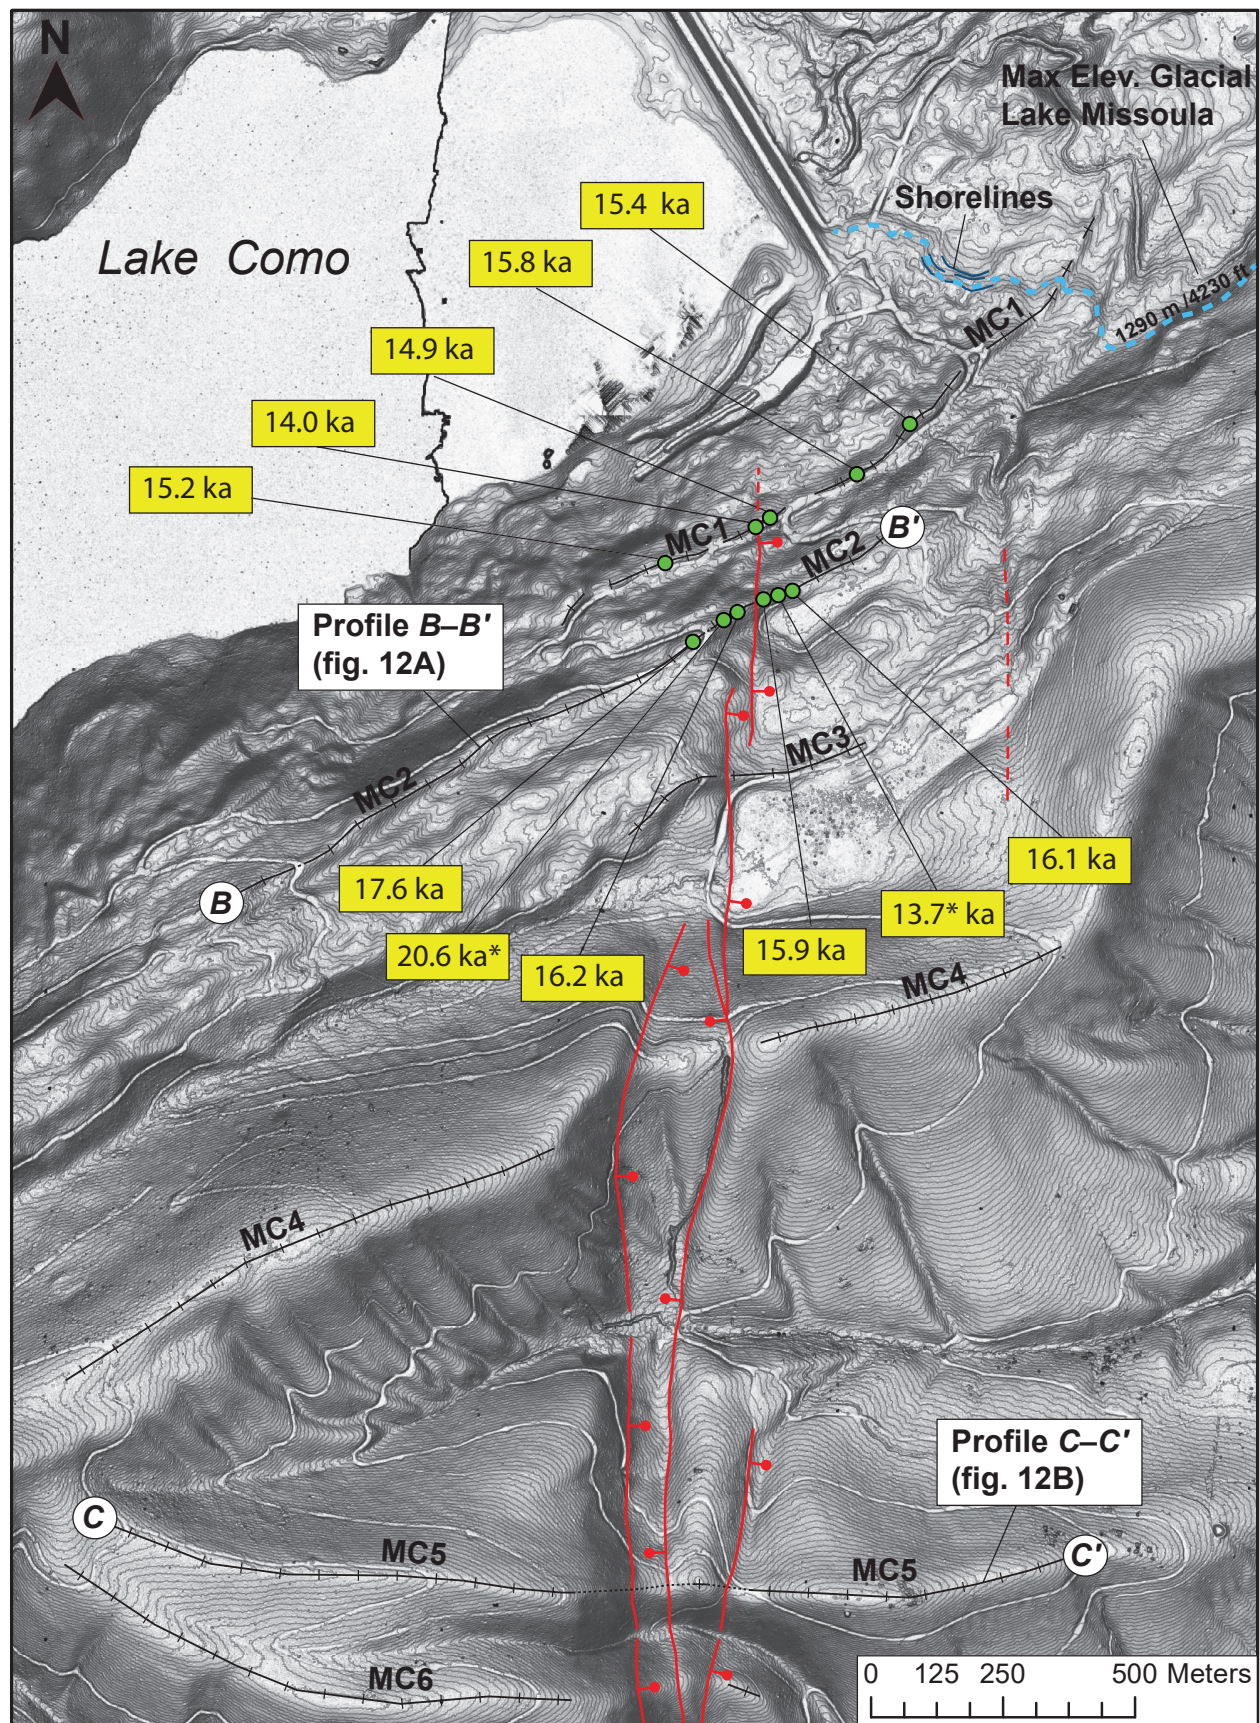 N
Max Elev. Glacial
Lake Missoula
15.4 ka
Shorelines
Lake Como
15.8 ka
1290 m /4230 ft
MC1
14.9 ka
14.0 ka
15.2 ka
MC1
B'
MC2
Profile B–B'
(fig. 12A)
MC3
MC2
16.1 ka
17.6 ka
B
13.7* ka
20.6 ka*
15.9 ka
16.2 ka
MC4
MC4
Profile C–C'
(fig. 12B)
C
MC5
C'
MC5
MC6
0 125 250 500 Meters